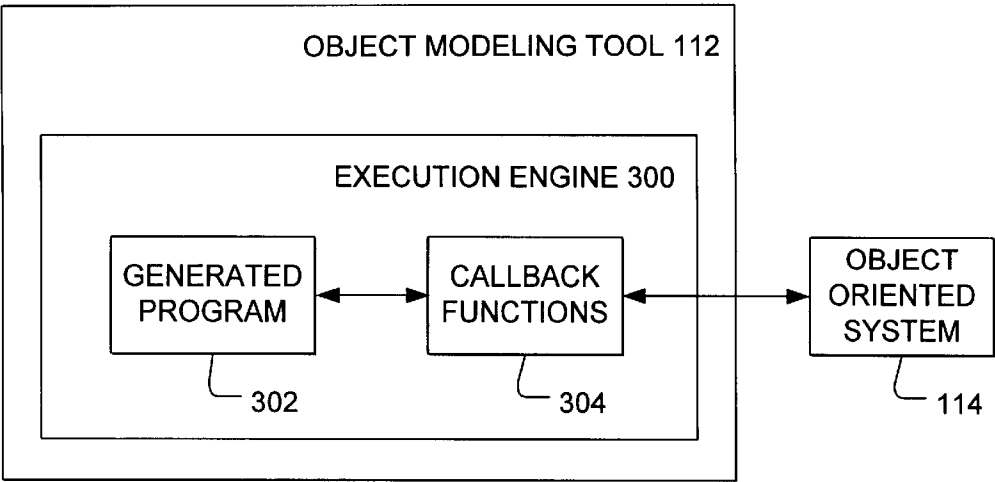 OBJECT MODELING TOOL 112
EXECUTION ENGINE 300
GENERATED
PROGRAM
302
CALLBACK
FUNCTIONS
304
OBJECT
ORIENTED
SYSTEM
114